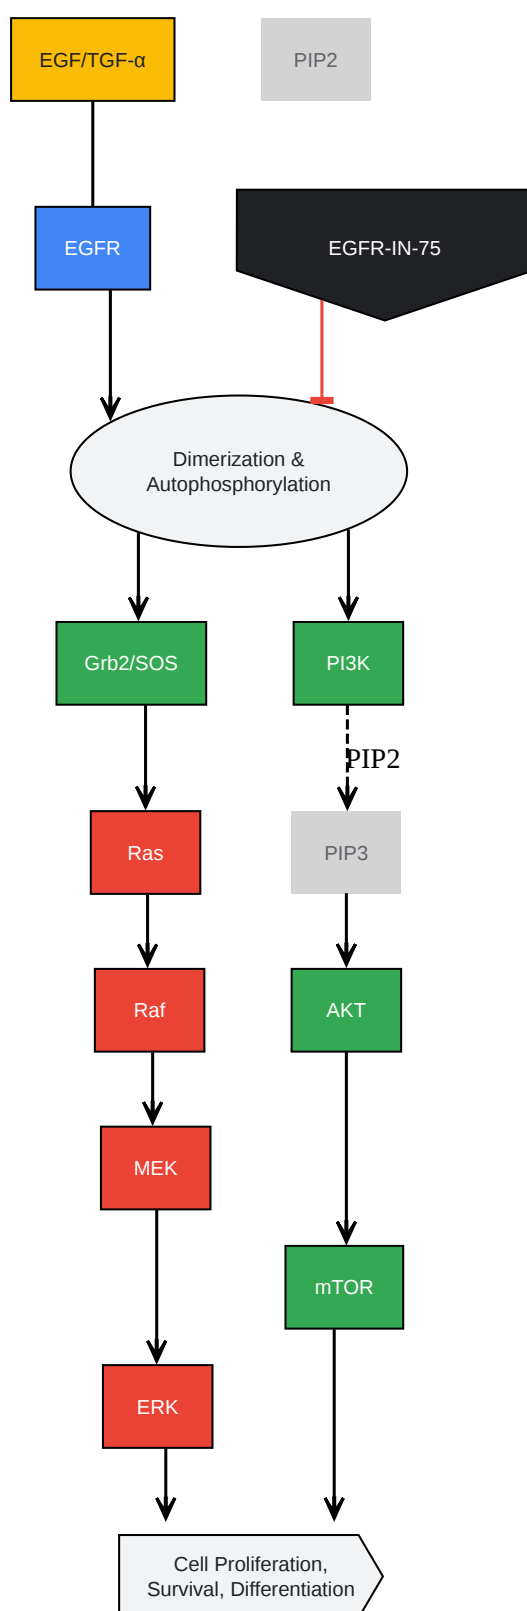 EGF/TGF-α
PIP2
EGFR
EGFR-IN-75
Dimerization &
Autophosphorylation
Grb2/SOS
PI3K
PIP2
Ras
PIP3
Raf
AKT
MEK
mTOR
ERK
Cell Proliferation,
Survival, Differentiation